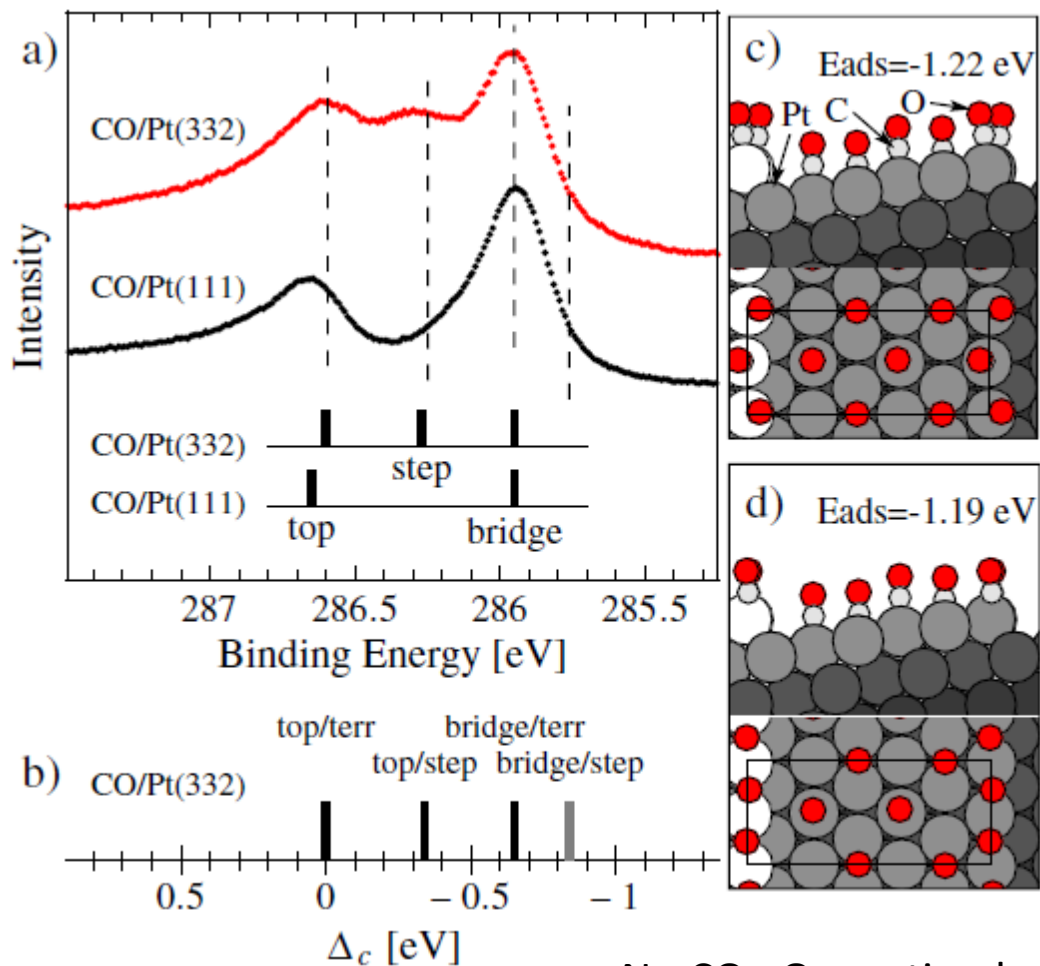 a)
CO/Pt(332)
CO/Pt(111)
Intensity
CO/Pt(332)
step
CO/Pt(111)
top
bridge
287 286.5 286 285.5
Binding Energy [eV]
b)
top/terr bridge/terr
top/step bridge/step
CO/Pt(332)
0.5 0 − 0.5 − 1
Δc [eV]
c)
Eads=-1.22 eV
Pt C O
d)
Eads=-1.19 eV